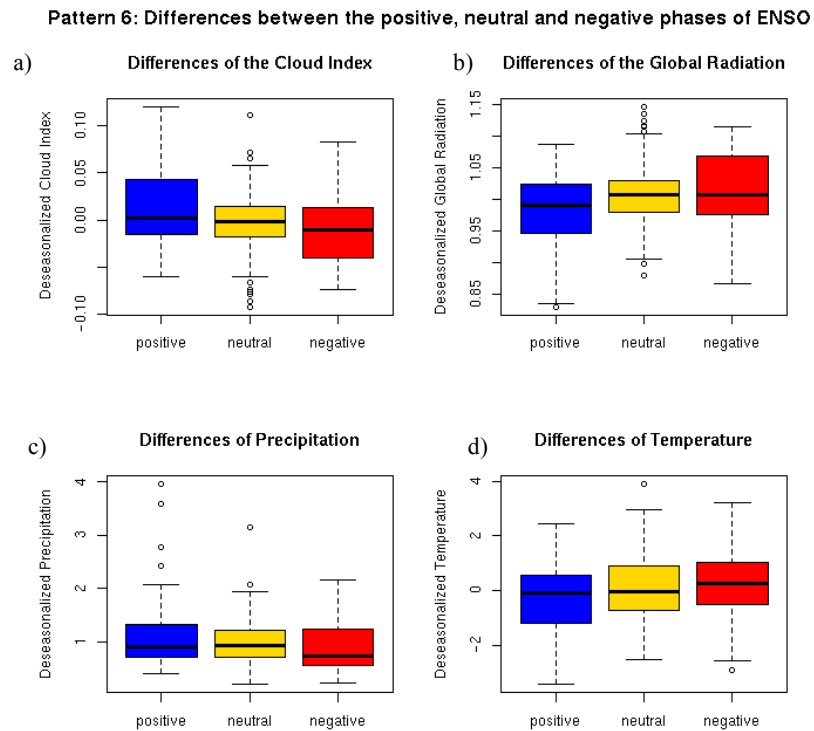 Pattern 6: Differences between the positive, neutral and negative phases of ENSO
a)
Differences of the Cloud Index
Deseasonalized Cloud Index
0.10
0.05
0.00
−0.10
positive neutral negative
b)
Differences of the Global Radiation
Deseasonalized Global Radiation
1.15
1.05
0.95
0.85
positive neutral negative
c)
Differences of Precipitation
Deseasonalized Precipitation
4
3
2
1
positive neutral negative
d)
Differences of Temperature
Deseasonalized Temperature
4
2
0
−2
positive neutral negative